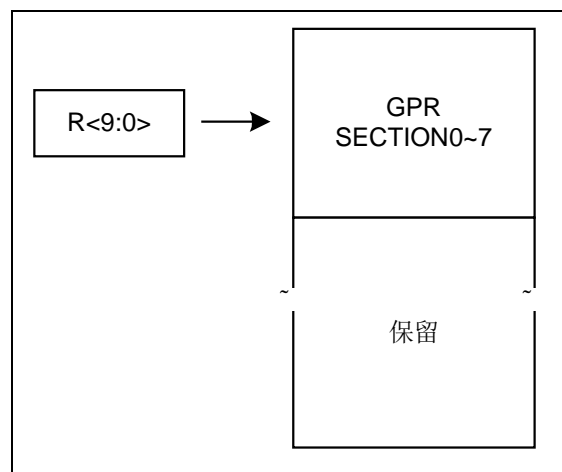 R<9:0>
GPR
SECTION0~7
~ ~
保留